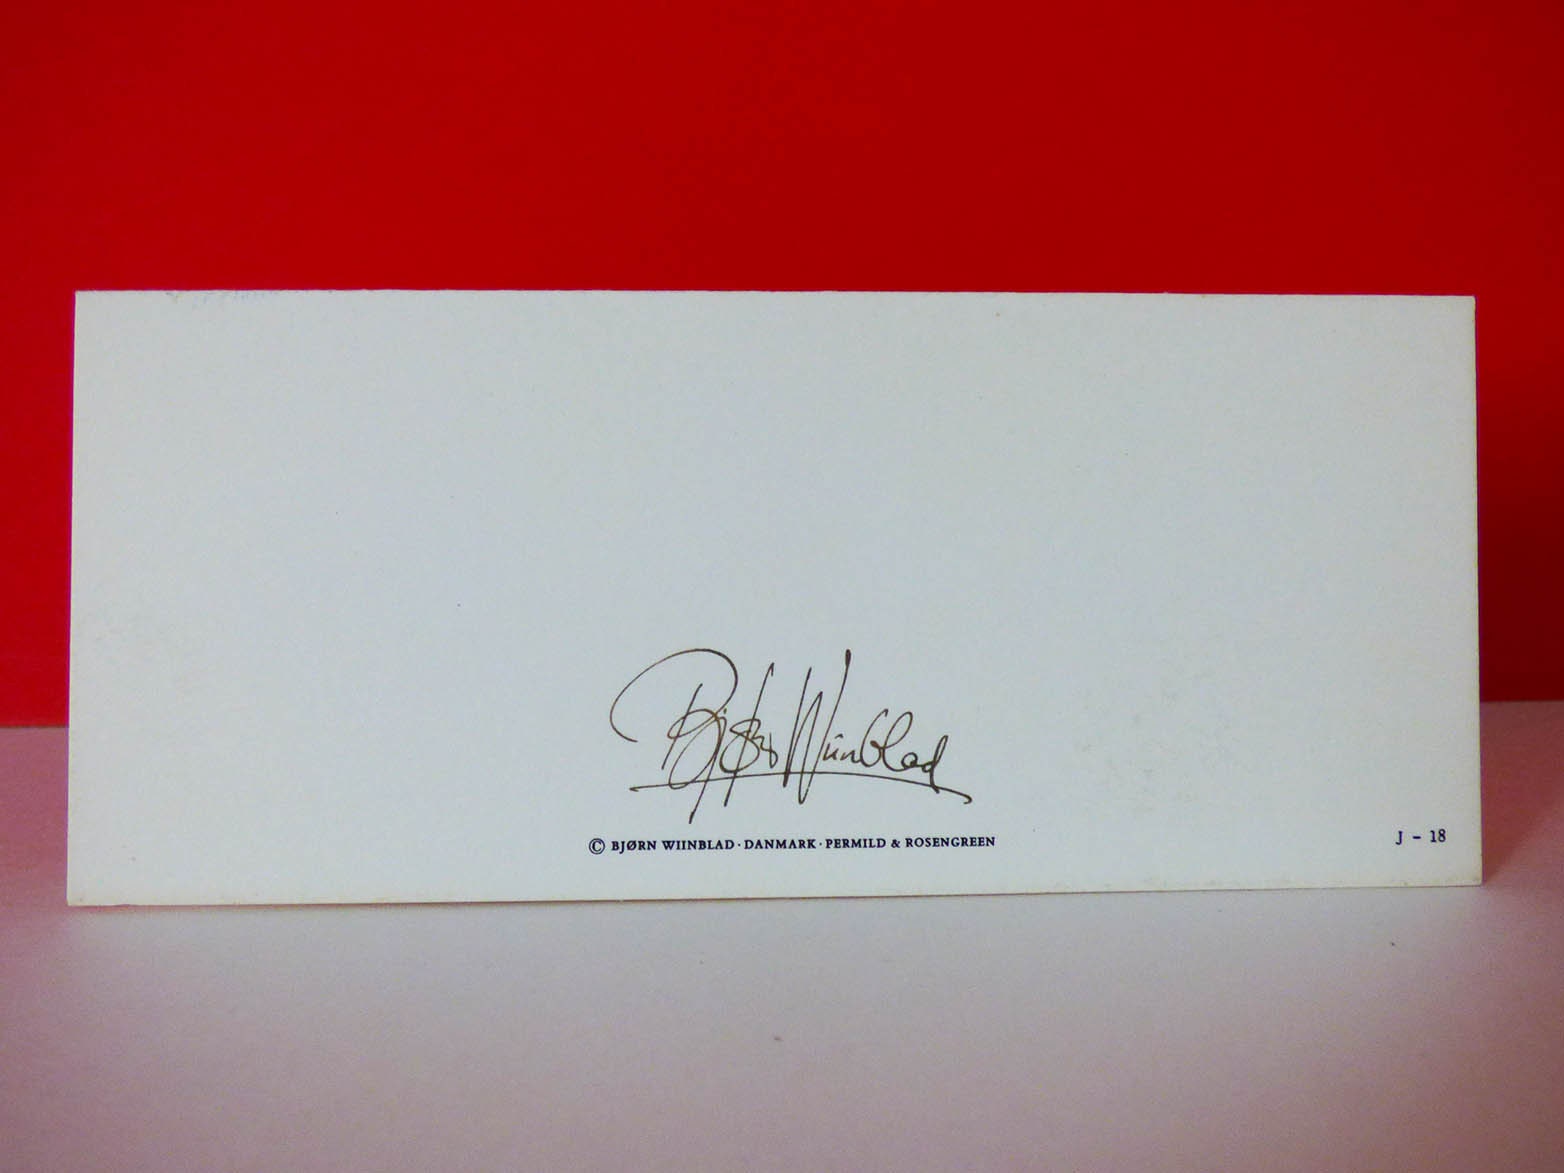 Bjørn Wiinblad
© BJØRN WIINBLAD · DANMARK · PERMILD & ROSENGREEN
J – 18